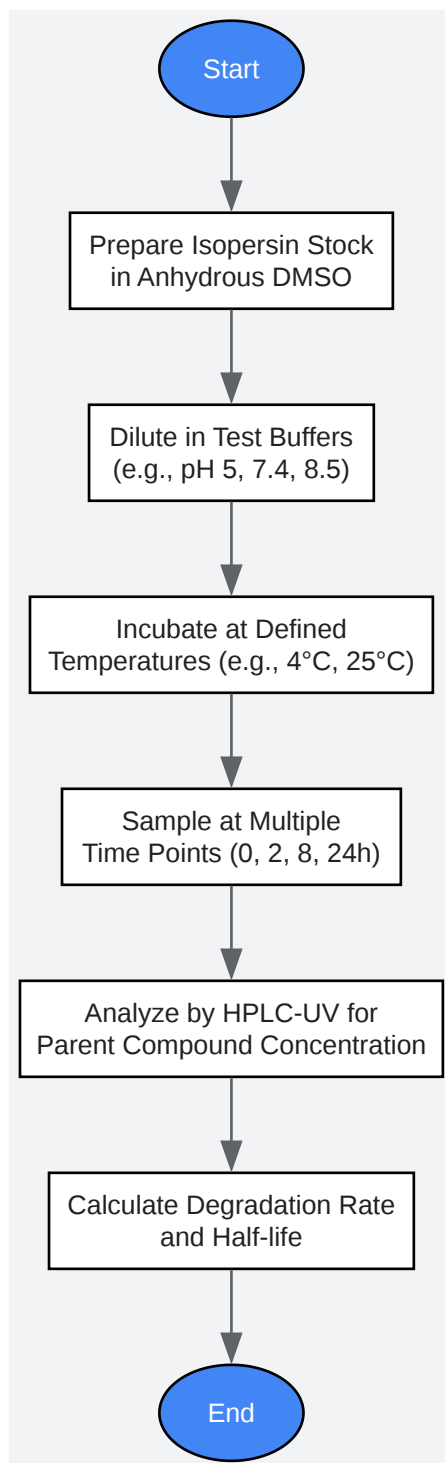 Start
Prepare Isopersin Stock
in Anhydrous DMSO
Dilute in Test Buffers
(e.g., pH 5, 7.4, 8.5)
Incubate at Defined
Temperatures (e.g., 4°C, 25°C)
Sample at Multiple
Time Points (0, 2, 8, 24h)
Analyze by HPLC-UV for
Parent Compound Concentration
Calculate Degradation Rate
and Half-life
End